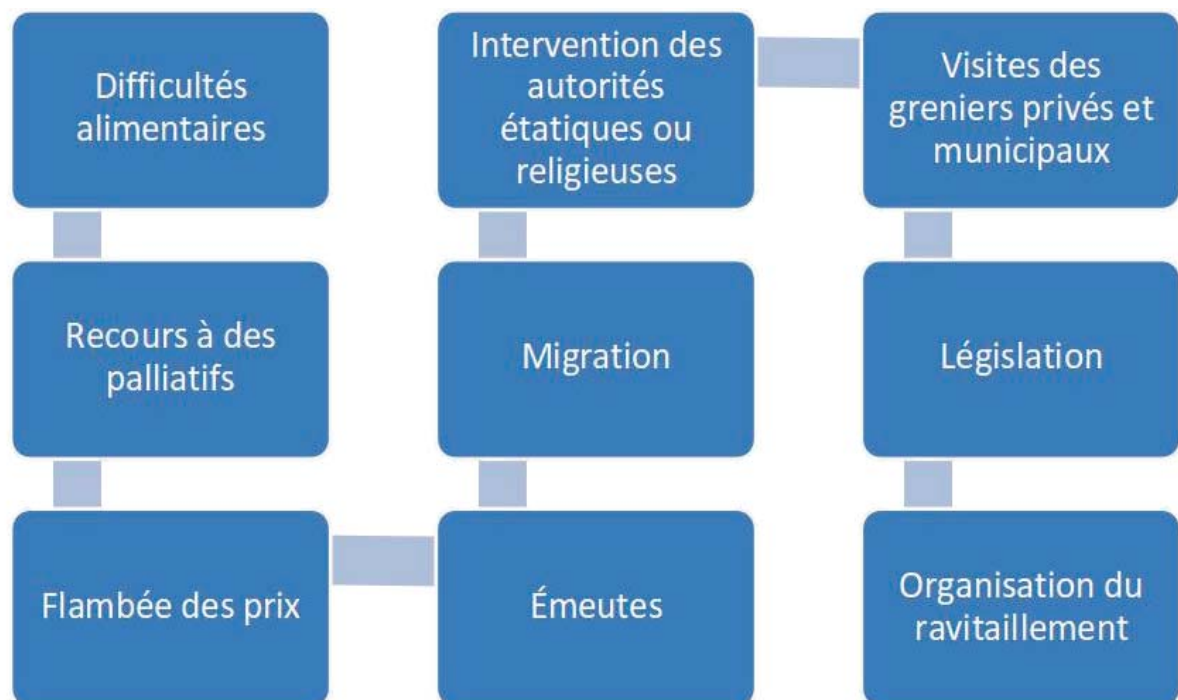 Difficultés
alimentaires
Recours à des
palliatifs
Flambée des prix
Émeutes
Migration
Intervention des
autorités
étatiques ou
religieuses
Visites des
greniers privés et
municipaux
Législation
Organisation du
ravitaillement